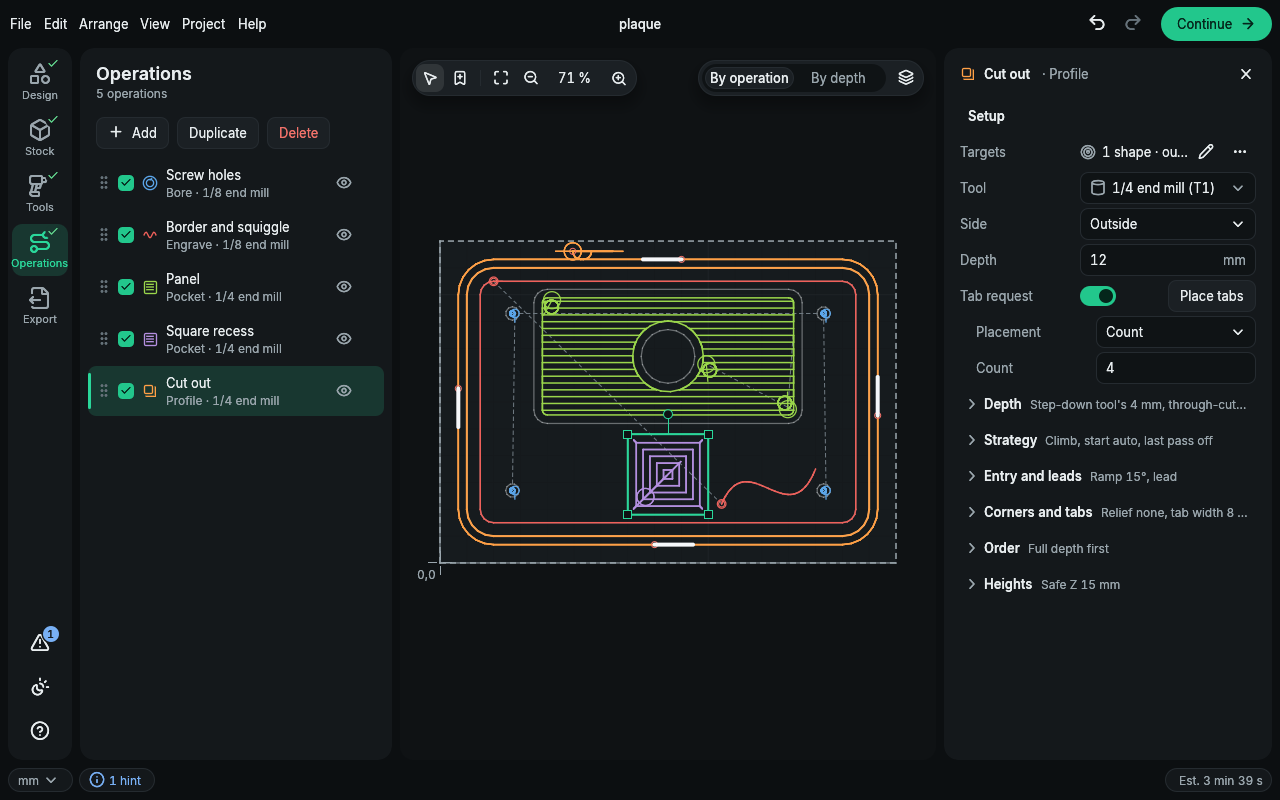 File Edit Arrange View Project Help
plaque
Continue
Design
Stock
Tools
Operations
Export
1
Operations
5 operations
Add
Duplicate
Delete
Screw holes
Bore · 1/8 end mill
Border and squiggle
Engrave · 1/8 end mill
Panel
Pocket · 1/4 end mill
Square recess
Pocket · 1/4 end mill
Cut out
Profile · 1/4 end mill
71 %
By operation
By depth
0,0
Cut out · Profile
Setup
Targets 1 shape · ou...
Tool 1/4 end mill (T1)
Side Outside
Depth 12 mm
Tab request Place tabs
Placement Count
Count 4
Depth Step-down tool's 4 mm, through-cut...
Strategy Climb, start auto, last pass off
Entry and leads Ramp 15°, lead
Corners and tabs Relief none, tab width 8 ...
Order Full depth first
Heights Safe Z 15 mm
mm
1 hint
Est. 3 min 39 s